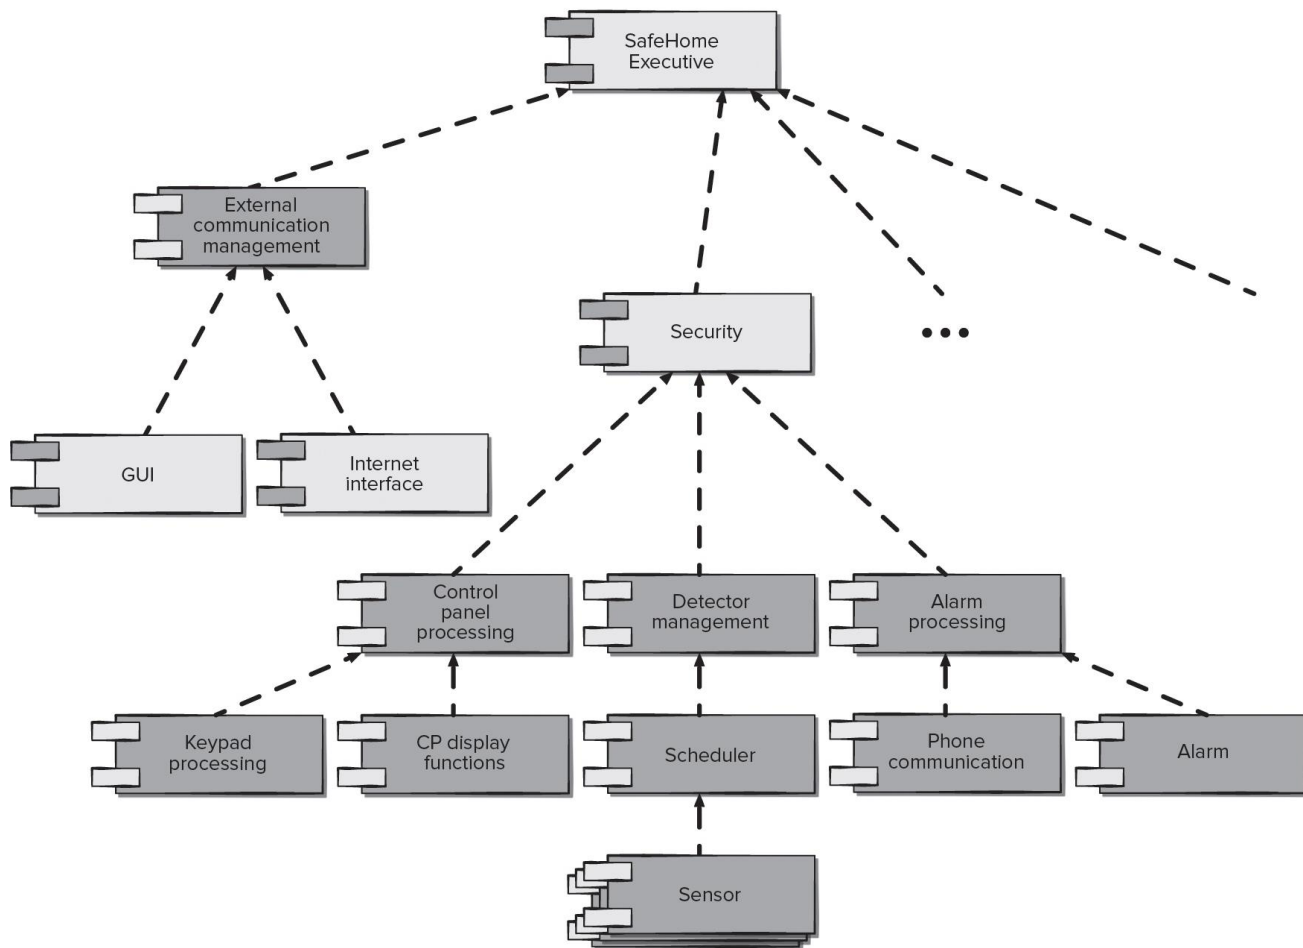 SafeHome
Executive
External
communication
management
Security
GUI
Internet
interface
Control
panel
processing
Detector
management
Alarm
processing
Keypad
processing
CP display
functions
Scheduler
Phone
communication
Alarm
Sensor